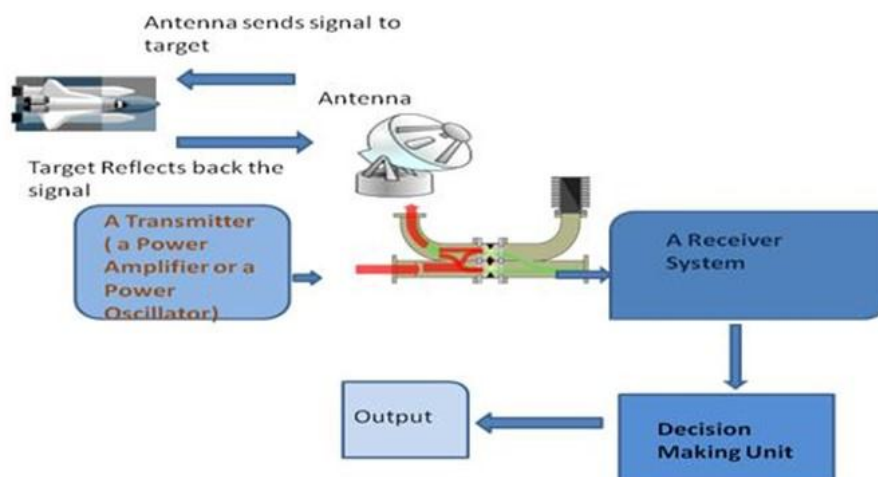 Antenna sends signal to
target
Antenna
Target Reflects back the
signal
A Transmitter
( a Power
Amplifier or a
Power
Oscillator)
A Receiver
System
Output
Decision
Making Unit